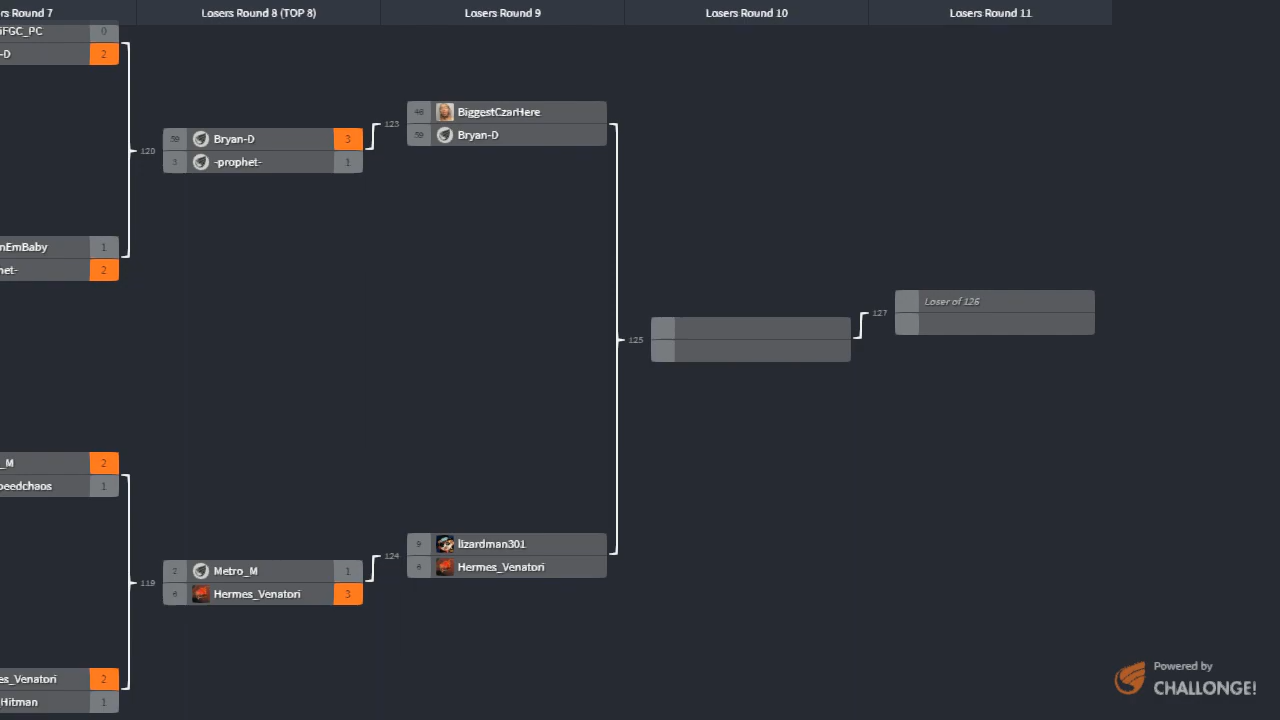 rs Round 7
Losers Round 8 (TOP 8)
Losers Round 9
Losers Round 10
Losers Round 11
iFGC_PC 0
-D 2
120
nEmBaby 1
net- 2
59 Bryan-D 3
3 -prophet- 1
123
46 BiggestCzarHere
59 Bryan-D
125
127
Loser of 126
_M 2
peedchaos 1
119
es_Venatori 2
Hitman 1
2 Metro_M 1
6 Hermes_Venatori 3
124
9 lizardman301
6 Hermes_Venatori
Powered by
CHALLONGE!